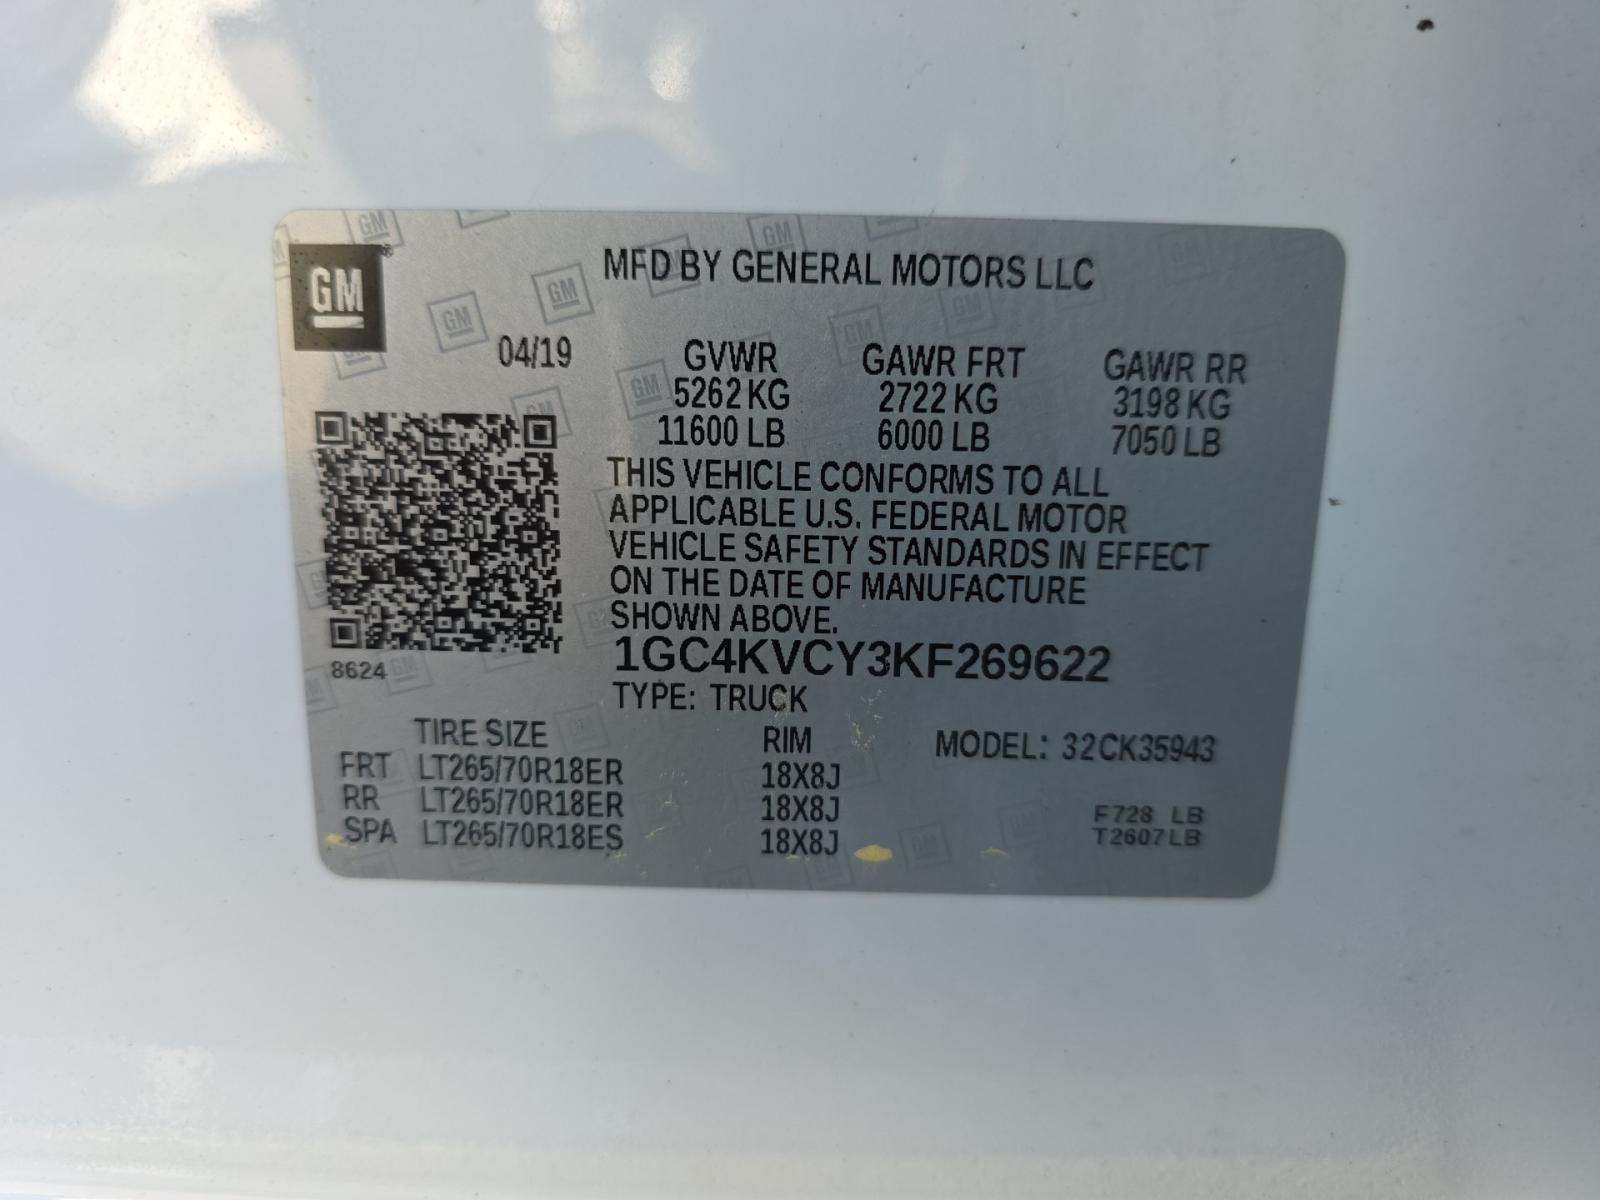 GM
MFD BY GENERAL MOTORS LLC
04/19 GVWR GAWR FRT GAWR RR
5262 KG 2722 KG 3198 KG
11600 LB 6000 LB 7050 LB
THIS VEHICLE CONFORMS TO ALL
APPLICABLE U.S. FEDERAL MOTOR
VEHICLE SAFETY STANDARDS IN EFFECT
ON THE DATE OF MANUFACTURE
SHOWN ABOVE.
1GC4KVCY3KF269622
8624
TYPE: TRUCK
TIRE SIZE RIM MODEL: 32CK35943
FRT LT265/70R18ER 18X8J
RR LT265/70R18ER 18X8J F728 LB
SPA LT265/70R18ES 18X8J T2607LB